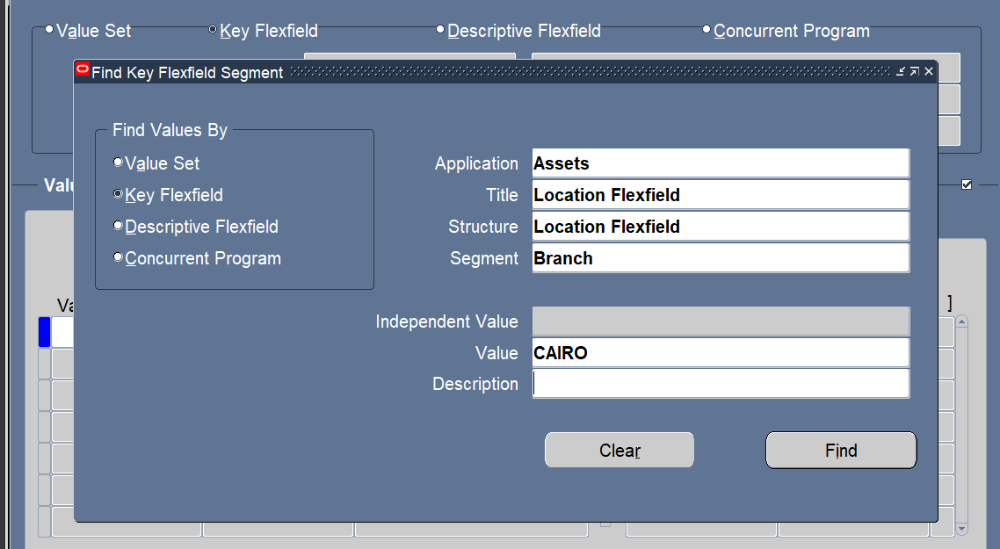 Value Set Key Flexfield Descriptive Flexfield Concurrent Program
Find Key Flexfield Segment
Find Values By
Value Set
Key Flexfield
Descriptive Flexfield
Concurrent Program
Application Assets
Title Location Flexfield
Structure Location Flexfield
Segment Branch
Independent Value
Value CAIRO
Description
Clear Find
]